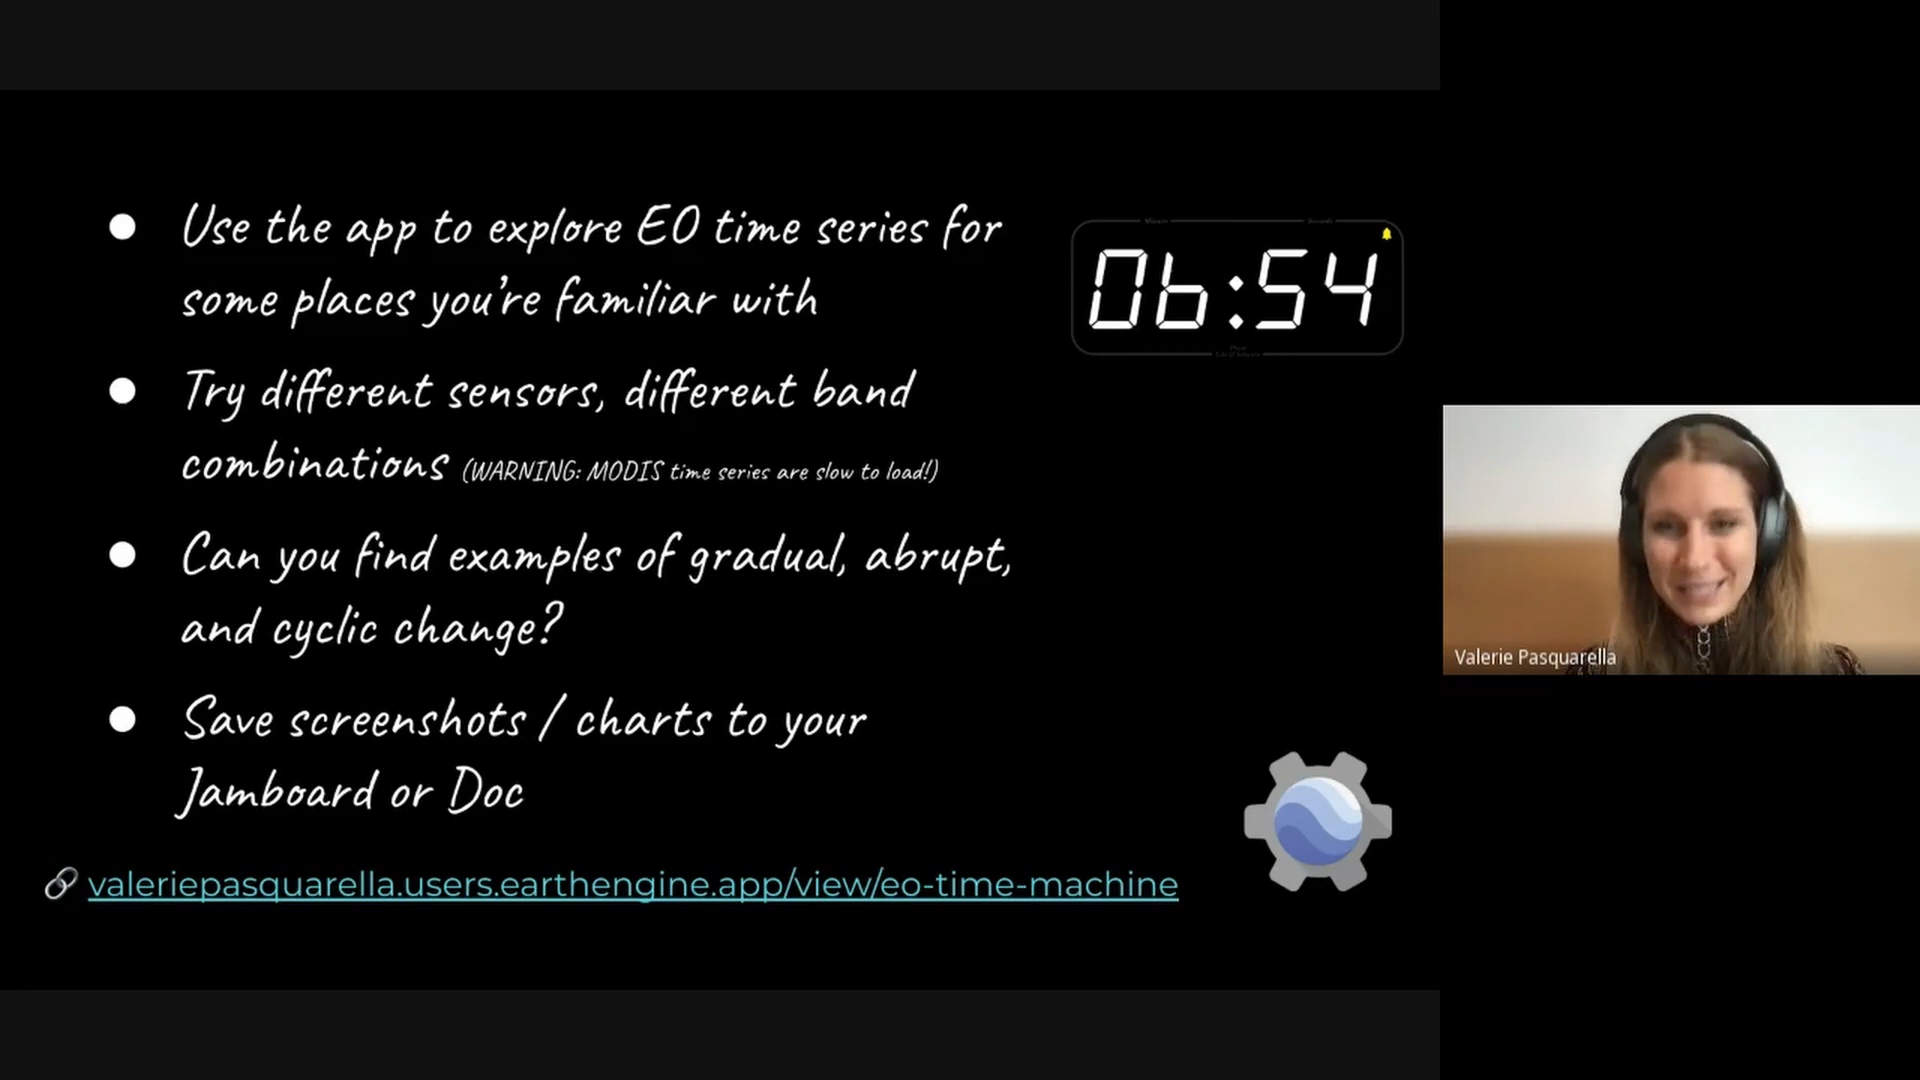 Use the app to explore EO time series for
some places you're familiar with
06:54
Try different sensors, different band
combinations (WARNING: MODIS time series are slow to load!)
Can you find examples of gradual, abrupt,
and cyclic change?
Save screenshots / charts to your
Jamboard or Doc
valeriepasquarella.users.earthengine.app/view/eo-time-machine
Valerie Pasquarella